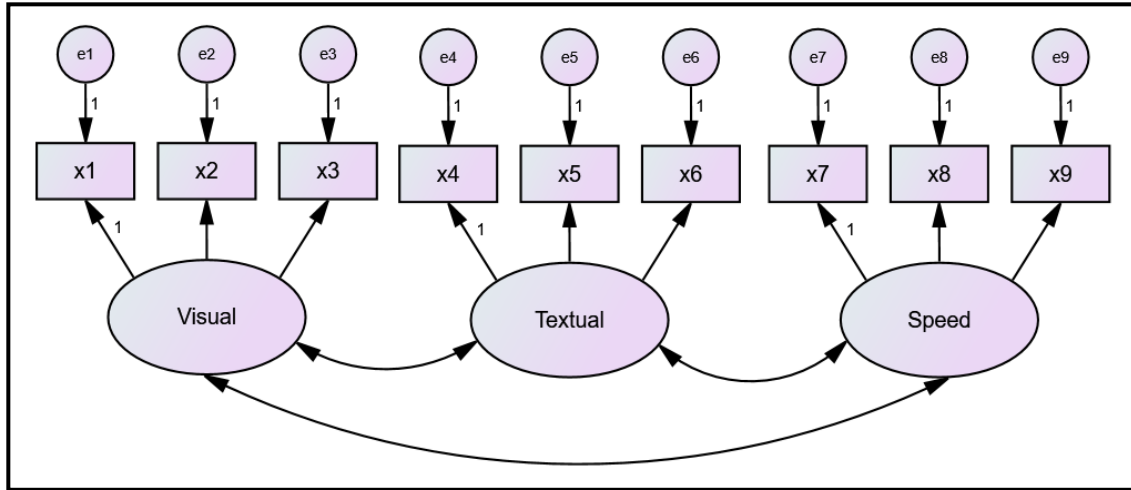 e1 e2 e3 e4 e5 e6 e7 e8 e9
1 1 1 1 1 1 1 1 1
x1 x2 x3 x4 x5 x6 x7 x8 x9
1 1 1
Visual Textual Speed